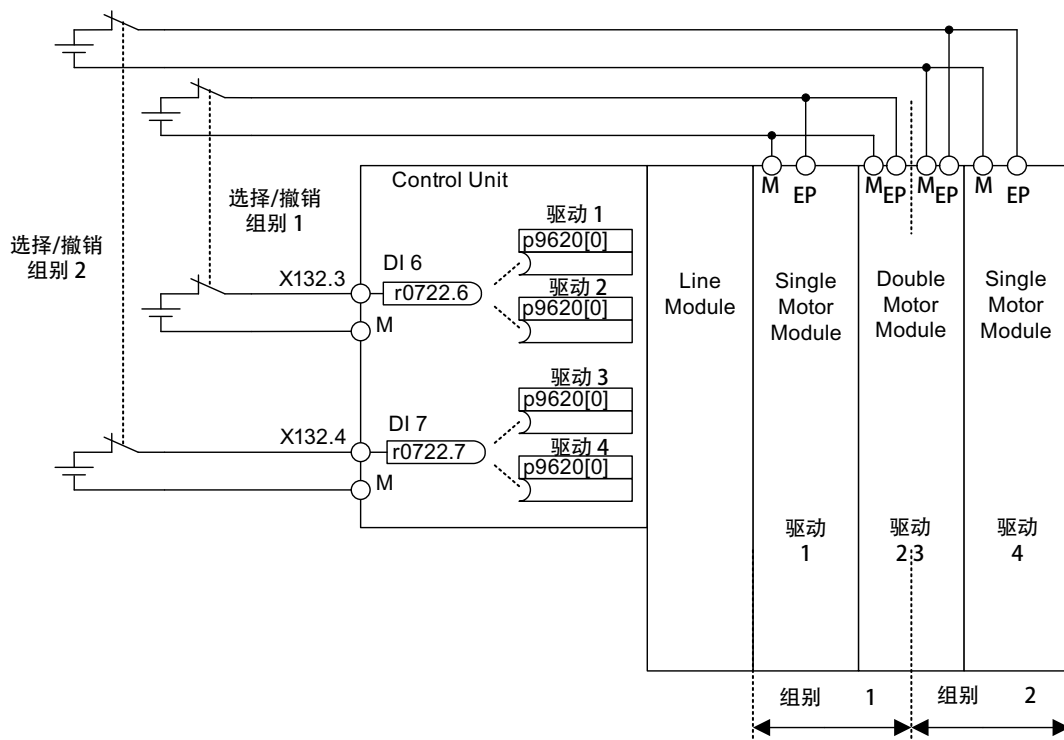 选择/撤销
组别 2
选择/撤销
组别 1
Control Unit
X132.3
DI 6
r0722.6
M
驱动 1
p9620[0]
驱动 2
p9620[0]
X132.4
DI 7
r0722.7
M
驱动 3
p9620[0]
驱动 4
p9620[0]
M
EP
M
EP
M
EP
M
EP
Line
Module
Single
Motor
Module
Double
Motor
Module
Single
Motor
Module
驱动
1
驱动
2 3
驱动
4
组别 1
组别 2